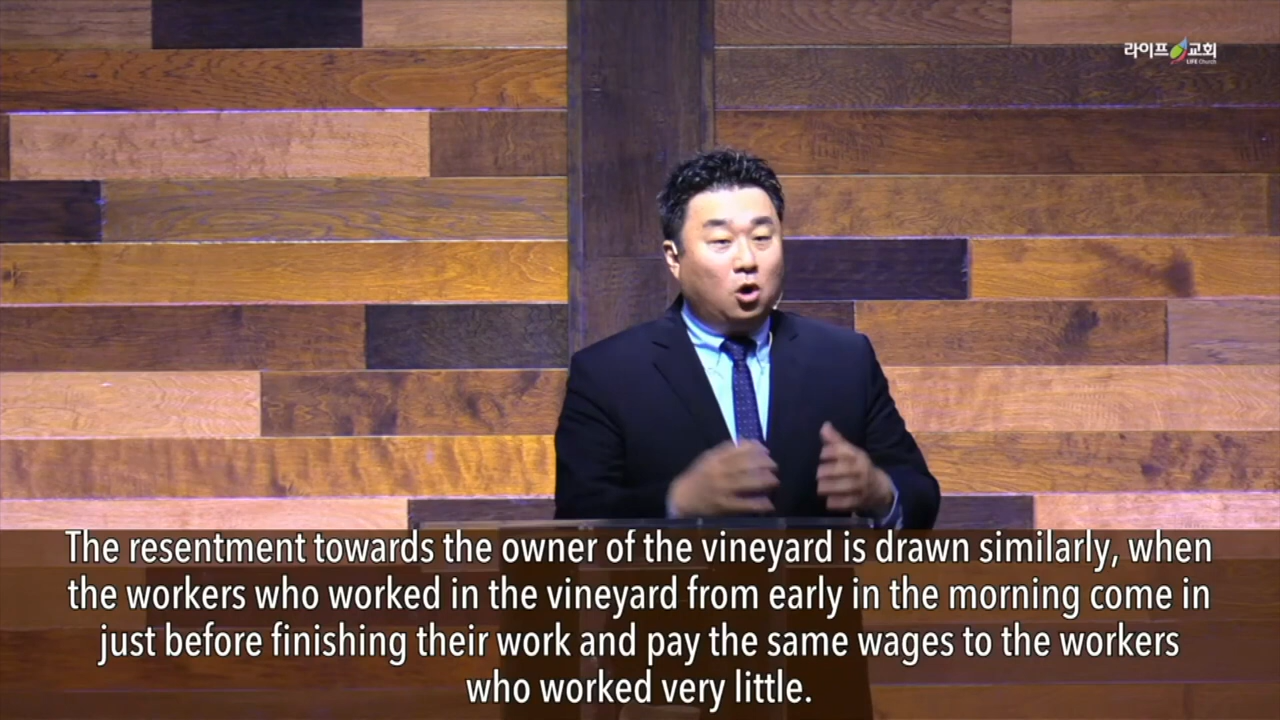 라이프 교회
LIFE Church
The resentment towards the owner of the vineyard is drawn similarly, when
the workers who worked in the vineyard from early in the morning come in
just before finishing their work and pay the same wages to the workers
who worked very little.